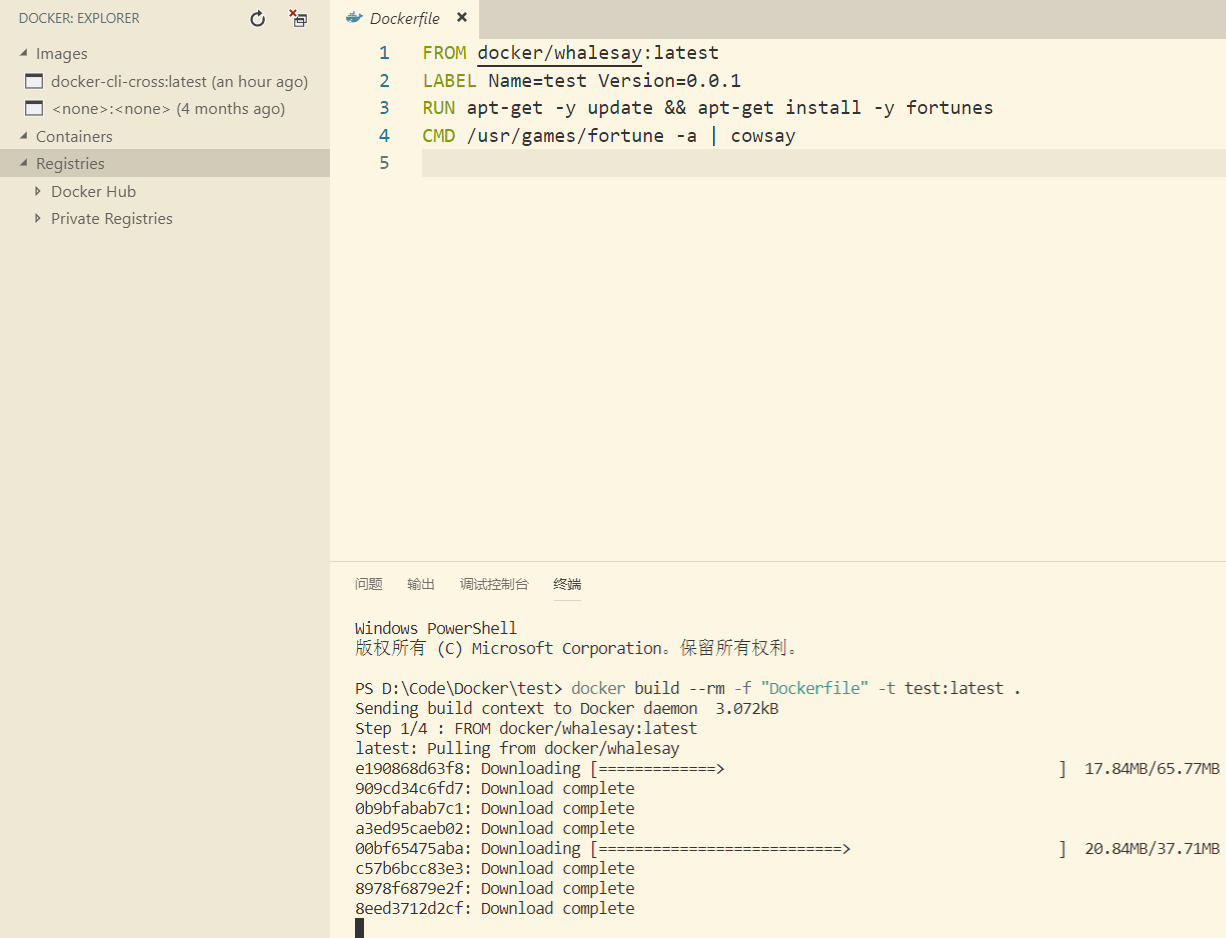 DOCKER: EXPLORER
Images
docker-cli-cross:latest (an hour ago)
<none>:<none> (4 months ago)
Containers
Registries
Docker Hub
Private Registries
Dockerfile
1 FROM docker/whalesay:latest
2 LABEL Name=test Version=0.0.1
3 RUN apt-get -y update && apt-get install -y fortunes
4 CMD /usr/games/fortune -a | cowsay
5
问题 输出 调试控制台 终端
Windows PowerShell
版权所有 (C) Microsoft Corporation。保留所有权利。
PS D:\Code\Docker\test> docker build --rm -f "Dockerfile" -t test:latest .
Sending build context to Docker daemon  3.072kB
Step 1/4 : FROM docker/whalesay:latest
latest: Pulling from docker/whalesay
e190868d63f8: Downloading [=============>                                     ]  17.84MB/65.77MB
909cd34c6fd7: Download complete
0b9bfabab7c1: Download complete
a3ed95caeb02: Download complete
00bf65475aba: Downloading [===========================>                       ]  20.84MB/37.71MB
c57b6bcc83e3: Download complete
8978f6879e2f: Download complete
8eed3712d2cf: Download complete